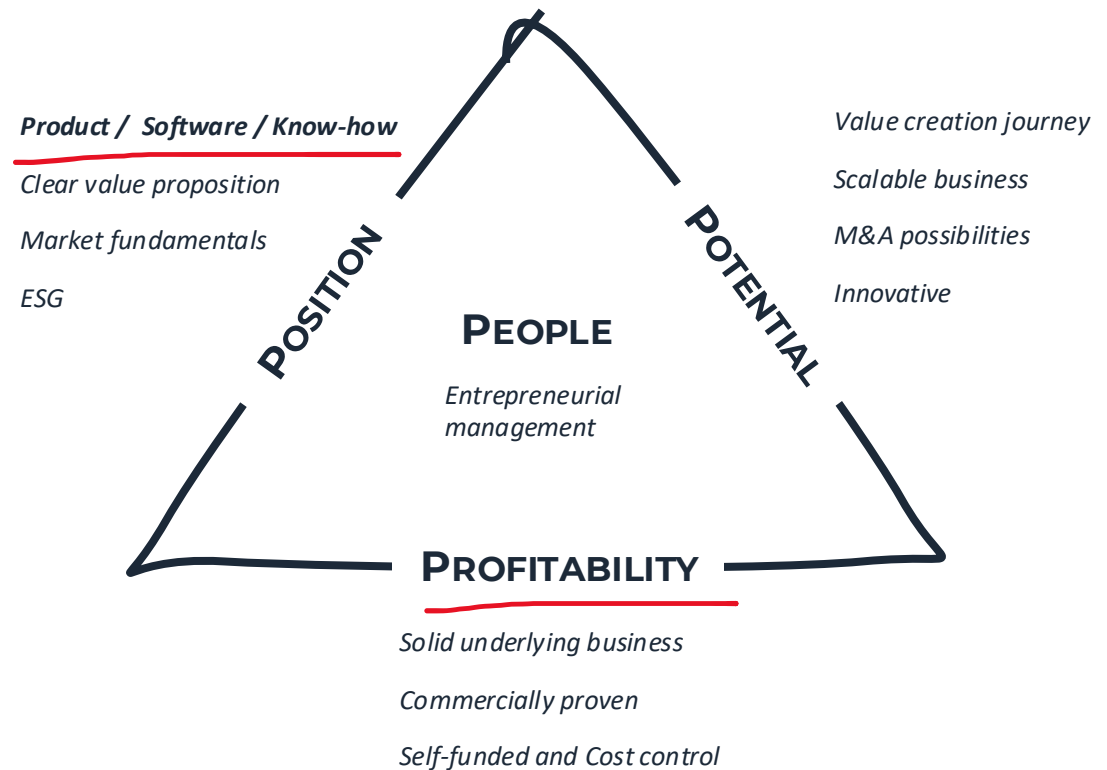 Product / Software / Know-how
Clear value proposition
Market fundamentals
ESG
POSITION
Value creation journey
Scalable business
M&A possibilities
Innovative
POTENTIAL
PEOPLE
Entrepreneurial
management
PROFITABILITY
Solid underlying business
Commercially proven
Self-funded and Cost control